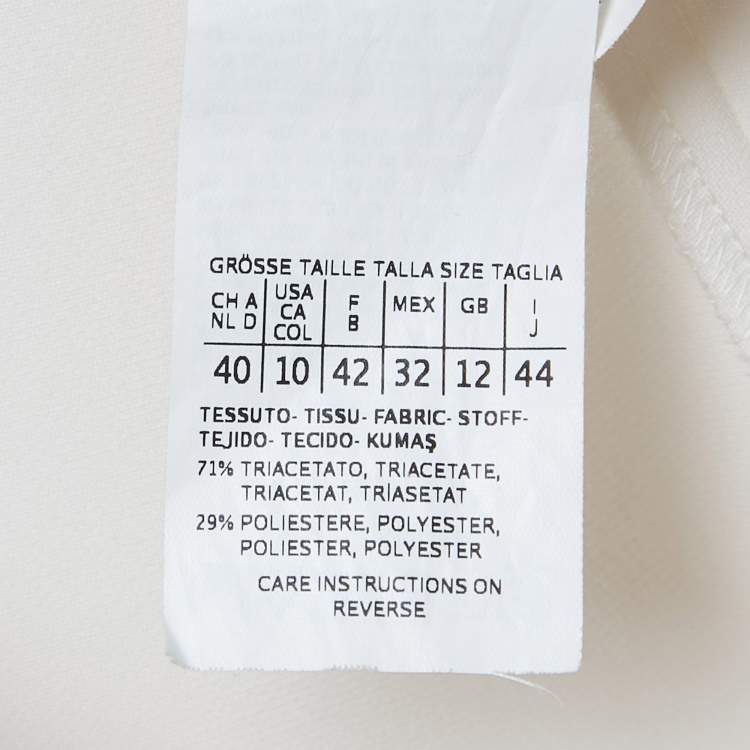 GRÖSSE TAILLE TALLA SIZE TAGLIA
CH A NL D | USA CA COL | F B | MEX | GB | I J
40 | 10 | 42 | 32 | 12 | 44
TESSUTO- TISSU- FABRIC- STOFF-
TEJIDO- TECIDO- KUMAŞ
71% TRIACETATO, TRIACETATE,
TRIACETAT, TRİASETAT
29% POLIESTERE, POLYESTER,
POLIESTER, POLYESTER
CARE INSTRUCTIONS ON
REVERSE